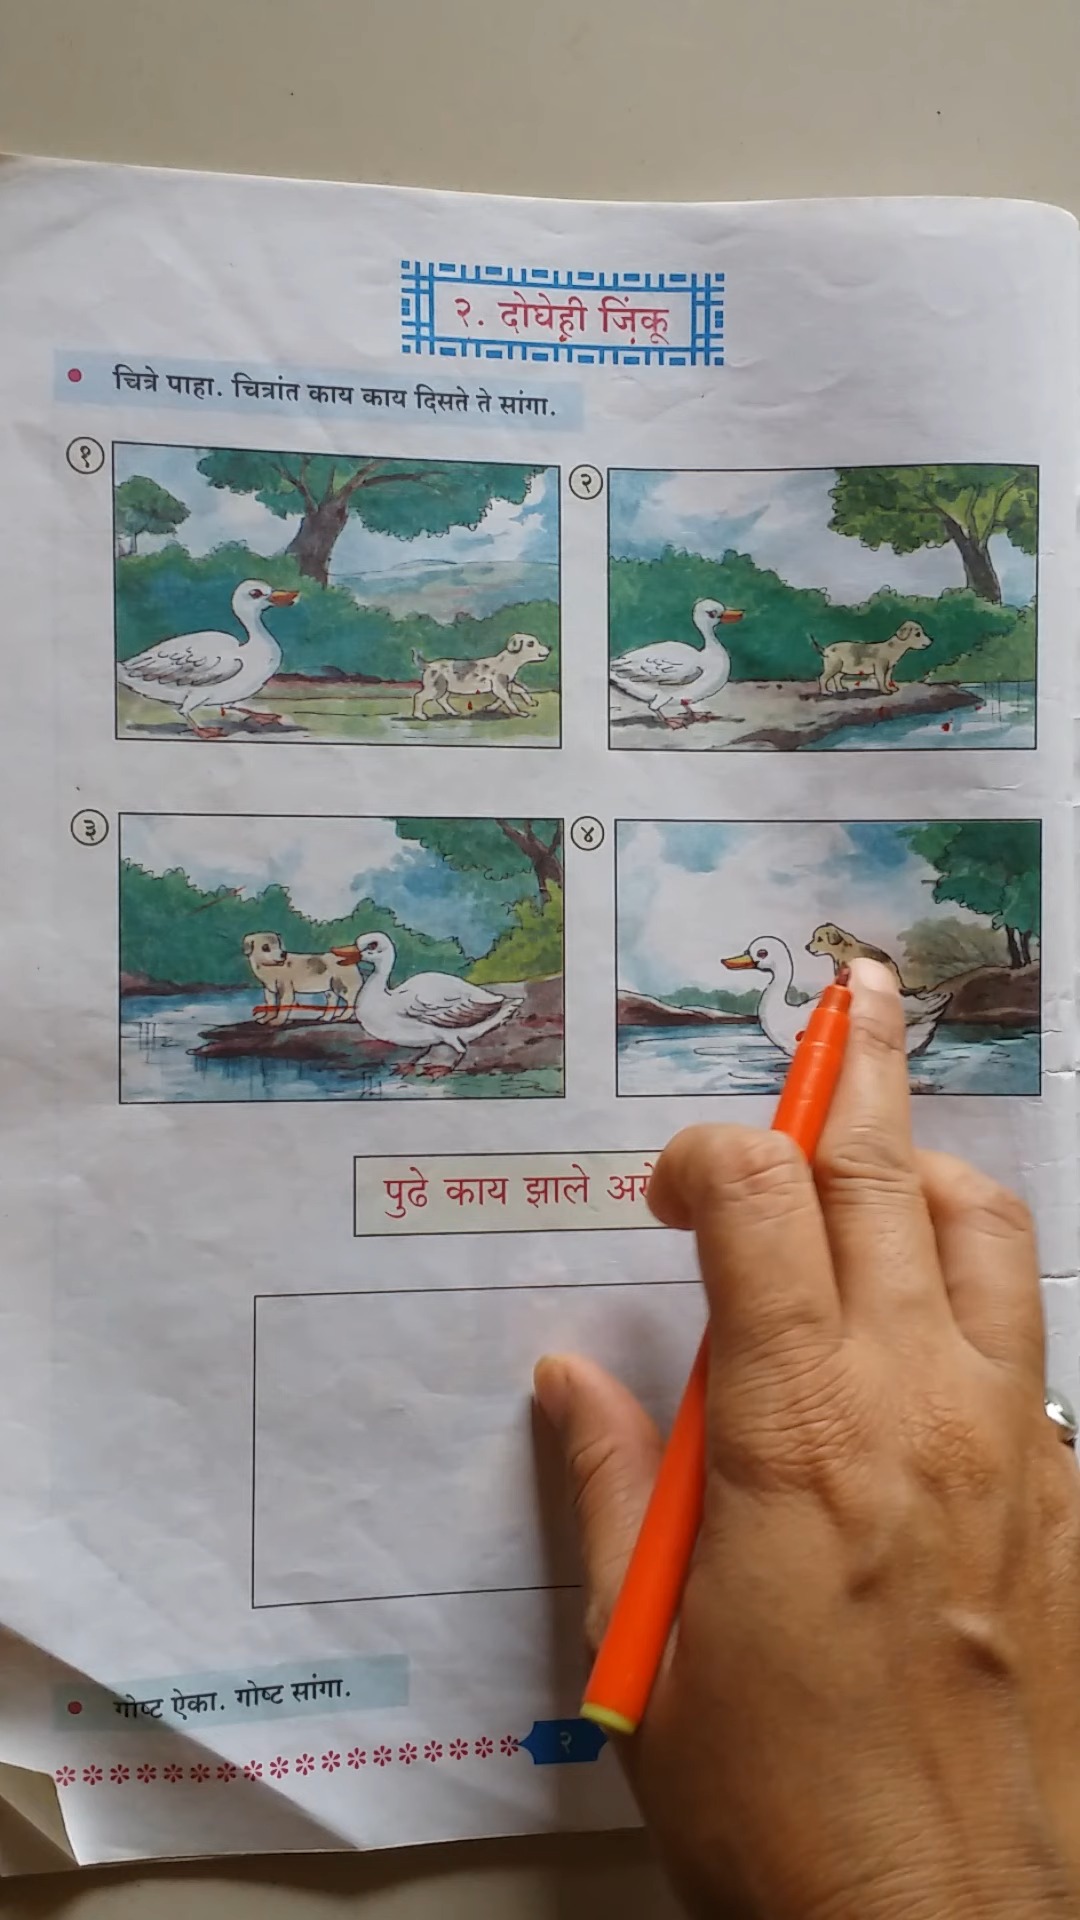 २. दोघेही जिंकू
चित्रे पाहा. चित्रांत काय काय दिसते ते सांगा.
१
२
३
४
पुढे काय झाले
गोष्ट ऐका. गोष्ट सांगा.
२